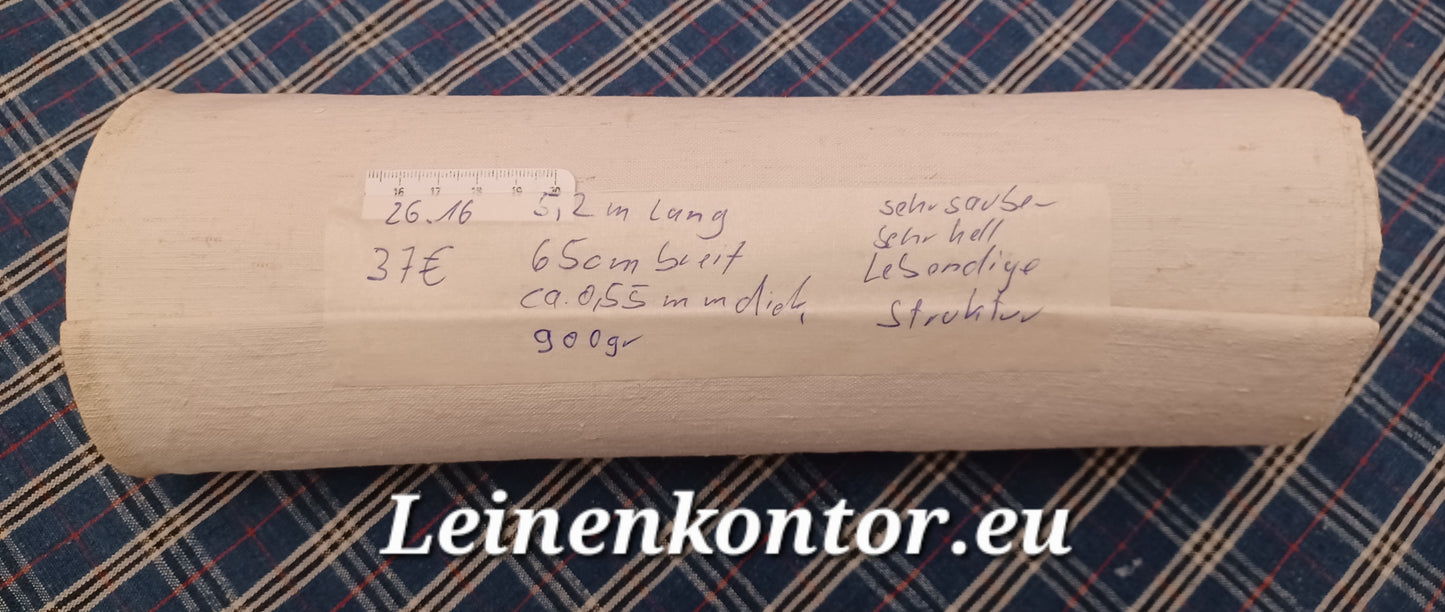 16 17 18 19 20
26.16
37€
5,2 m lang
65cm breit
ca. 0,55 mm dick,
900gr
sehr sauber
sehr hell
Lebendige
Struktur
Leinenkontor.eu